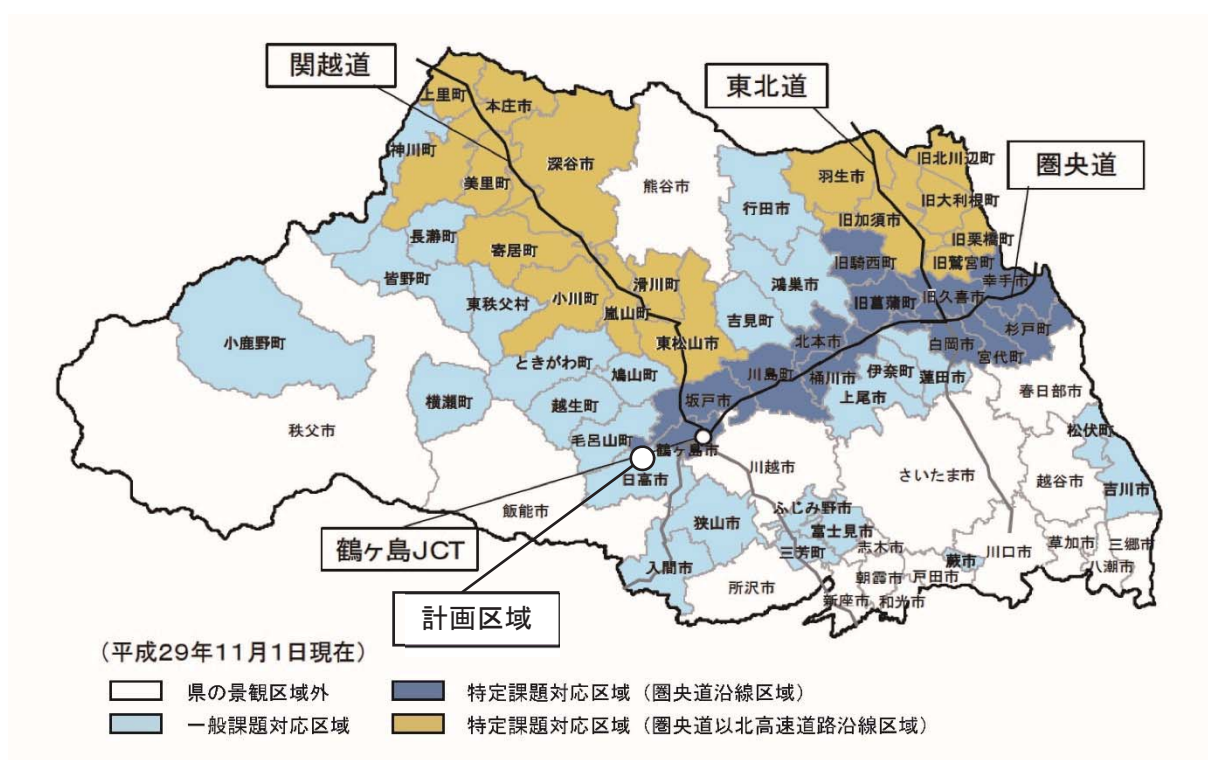 関越道
東北道
圏央道
上里町
本庄市
神川町
深谷市
美里町
熊谷市
行田市
羽生市
旧北川辺町
旧大利根町
旧加須市
旧栗橋町
旧鷲宮町
旧騎西町
幸手市
長瀞町
寄居町
皆野町
滑川町
鴻巣市
旧菖蒲町
旧久喜市
東秩父村
小川町
嵐山町
吉見町
杉戸町
小鹿野町
東松山市
北本市
白岡市
宮代町
ときがわ町
鳩山町
川島町
桶川市
伊奈町
蓮田市
横瀬町
越生町
坂戸市
上尾市
春日部市
秩父市
毛呂山町
鶴ヶ島市
松伏町
日高市
川越市
さいたま市
越谷市
吉川市
飯能市
狭山市
ふじみ野市
富士見市
鶴ヶ島JCT
三芳町
志木市
川口市
草加市
三郷市
入間市
蕨市
八潮市
所沢市
朝霞市
戸田市
新座市
和光市
計画区域
（平成29年11月1日現在）
県の景観区域外
特定課題対応区域（圏央道沿線区域）
一般課題対応区域
特定課題対応区域（圏央道以北高速道路沿線区域）